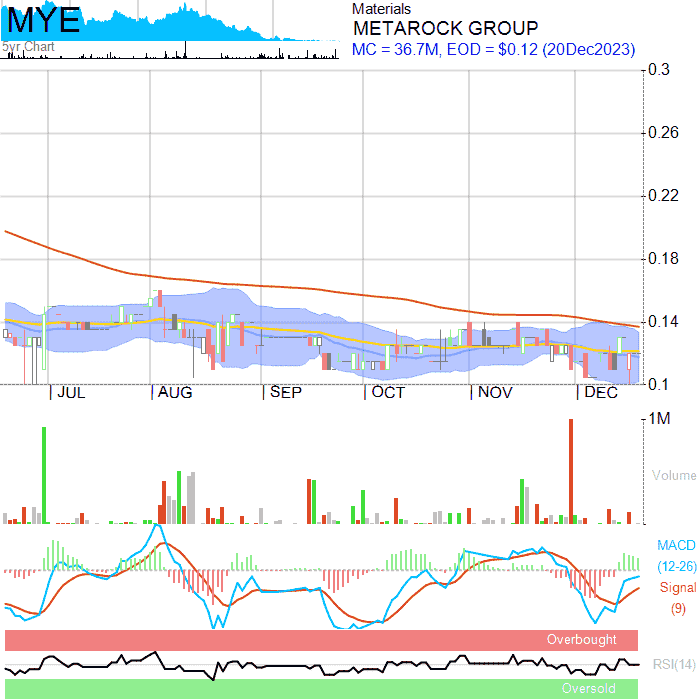 MYE
5yr Chart
Materials
METAROCK GROUP
MC = 36.7M, EOD = $0.12 (20Dec2023)
0.3
0.26
0.22
0.18
0.14
0.1
JUL AUG SEP OCT NOV DEC
1M
Volume
MACD
(12-26)
Signal
(9)
Overbought
RSI(14)
Oversold